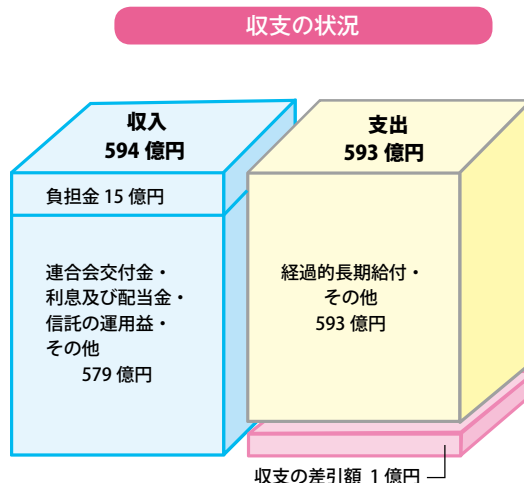 収支の状況
収入
594 億円
負担金 15 億円
連合会交付金・
利息及び配当金・
信託の運用益・
その他
579 億円
支出
593 億円
経過的長期給付・
その他
593 億円
収支の差引額 1 億円